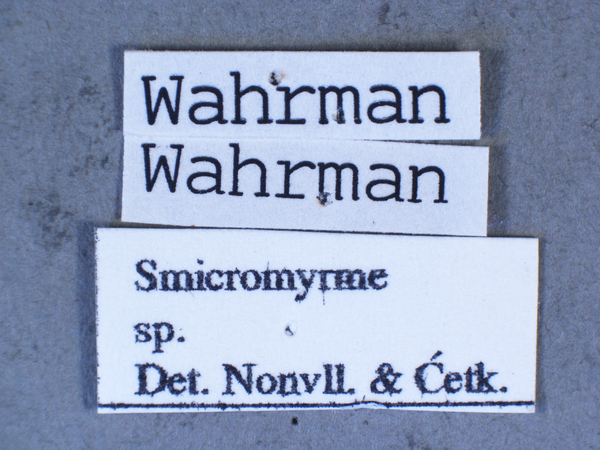 Wahrman
Wahrman
Smicromyrme
sp.
Det. Nonvll. & Ćetk.